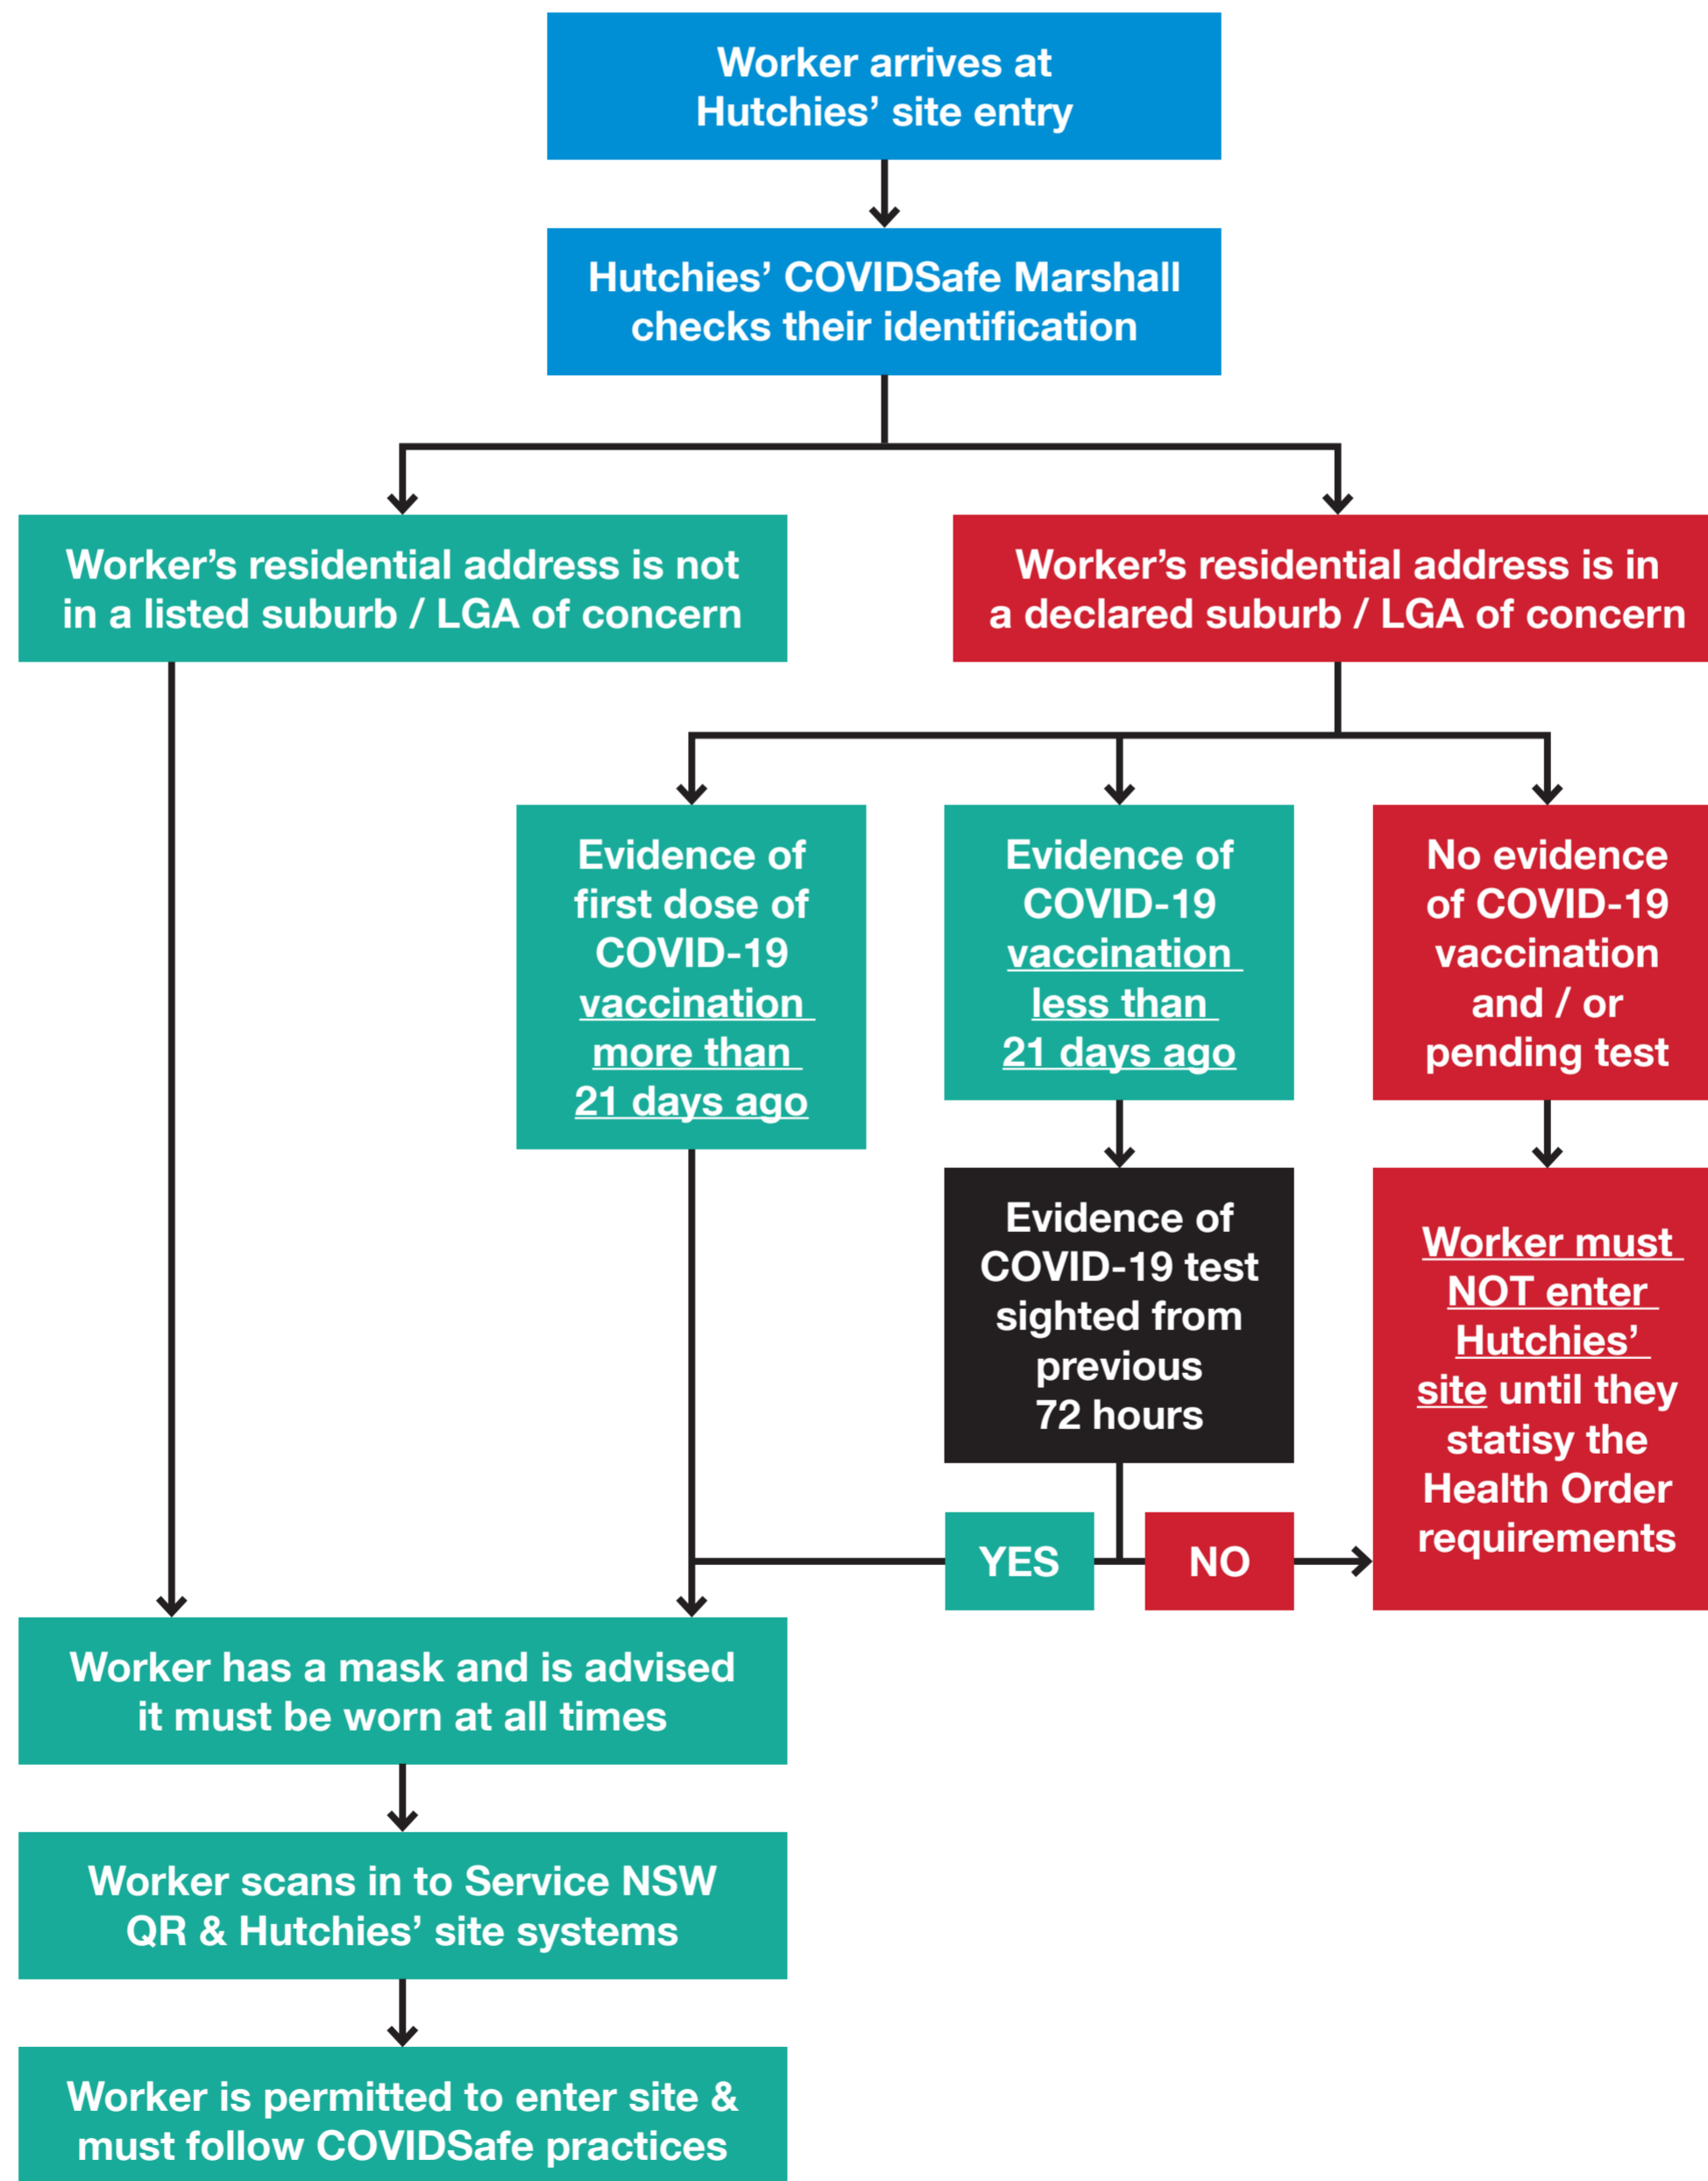 Worker arrives at
Hutchies’ site entry
Hutchies’ COVIDSafe Marshall
checks their identification
Worker’s residential address is not
in a listed suburb / LGA of concern
Worker’s residential address is in
a declared suburb / LGA of concern
Evidence of
first dose of
COVID-19
vaccination
more than
21 days ago
Evidence of
COVID-19
vaccination
less than
21 days ago
No evidence
of COVID-19
vaccination
and / or
pending test
Evidence of
COVID-19 test
sighted from
previous
72 hours
Worker must
NOT enter
Hutchies’
site until they
statisy the
Health Order
requirements
YES
NO
Worker has a mask and is advised
it must be worn at all times
Worker scans in to Service NSW
QR & Hutchies’ site systems
Worker is permitted to enter site &
must follow COVIDSafe practices